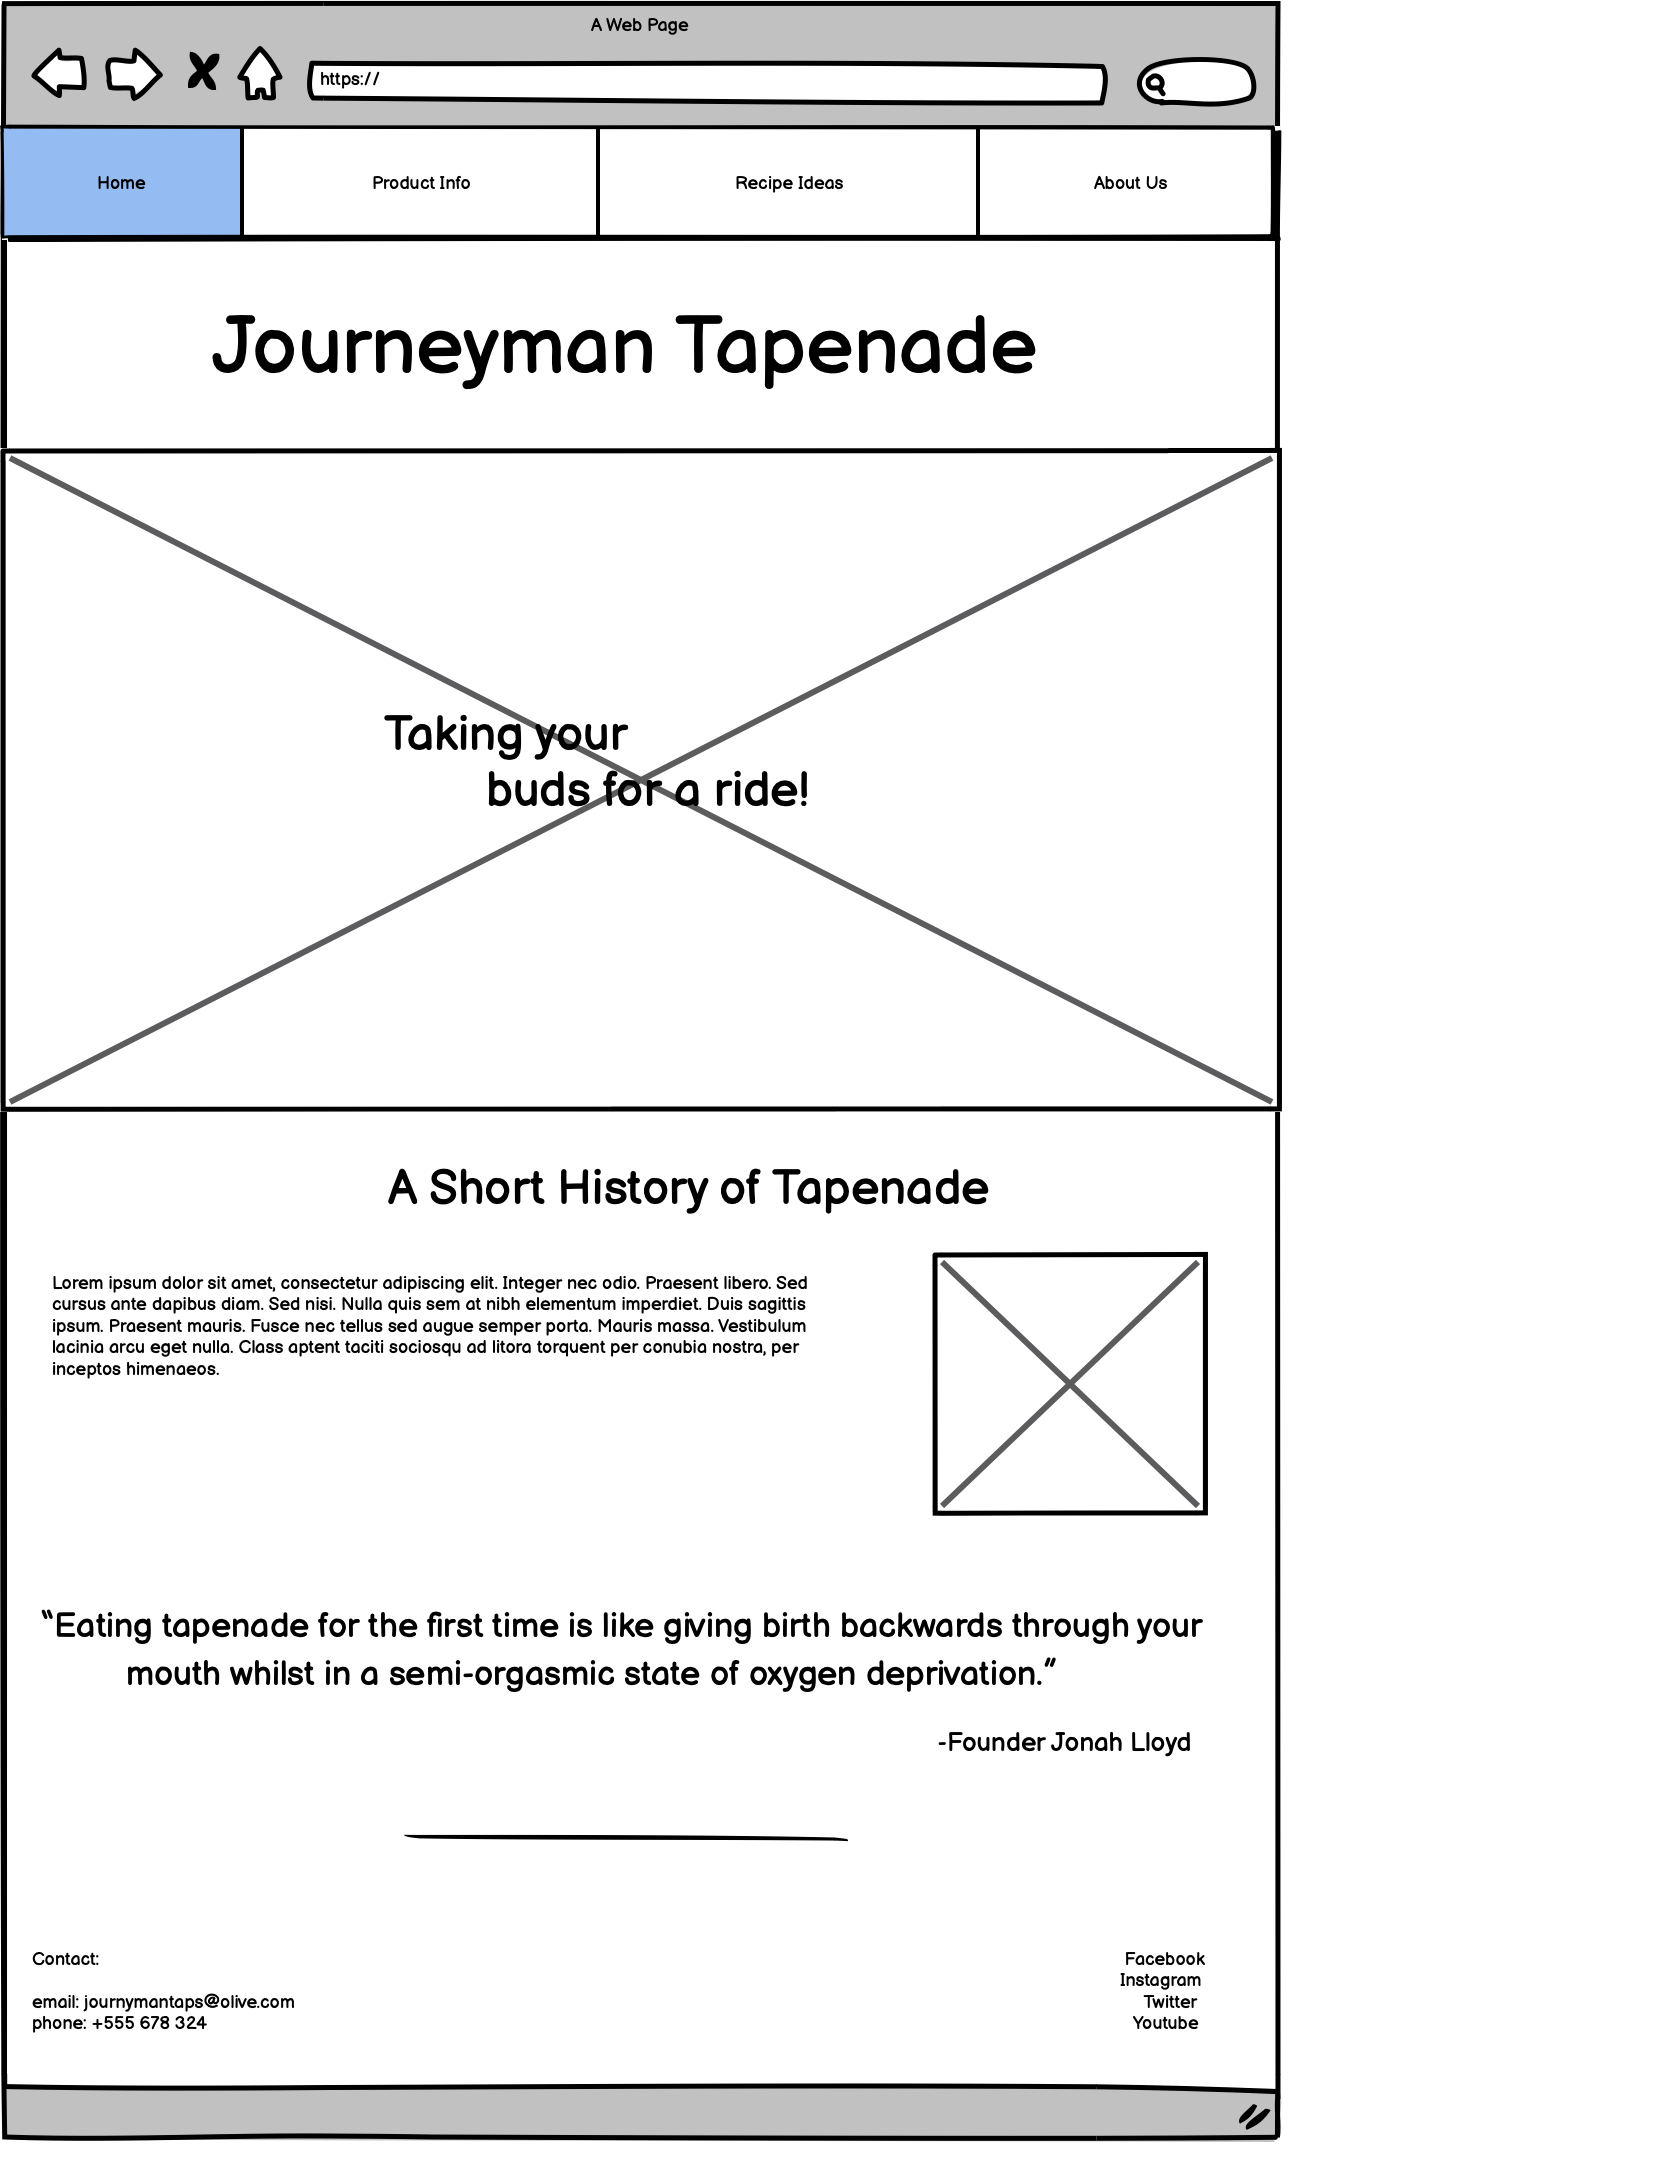 A Web Page
https://
Home
Product Info
Recipe Ideas
About Us
Journeyman Tapenade
Taking your
buds for a ride!
A Short History of Tapenade
Lorem ipsum dolor sit amet, consectetur adipiscing elit. Integer nec odio. Praesent libero. Sed
cursus ante dapibus diam. Sed nisi. Nulla quis sem at nibh elementum imperdiet. Duis sagittis
ipsum. Praesent mauris. Fusce nec tellus sed augue semper porta. Mauris massa. Vestibulum
lacinia arcu eget nulla. Class aptent taciti sociosqu ad litora torquent per conubia nostra, per
inceptos himenaeos.
“Eating tapenade for the first time is like giving birth backwards through your
mouth whilst in a semi-orgasmic state of oxygen deprivation.”
-Founder Jonah Lloyd
Contact:
email: journymantaps@olive.com
phone: +555 678 324
Facebook
Instagram
Twitter
Youtube